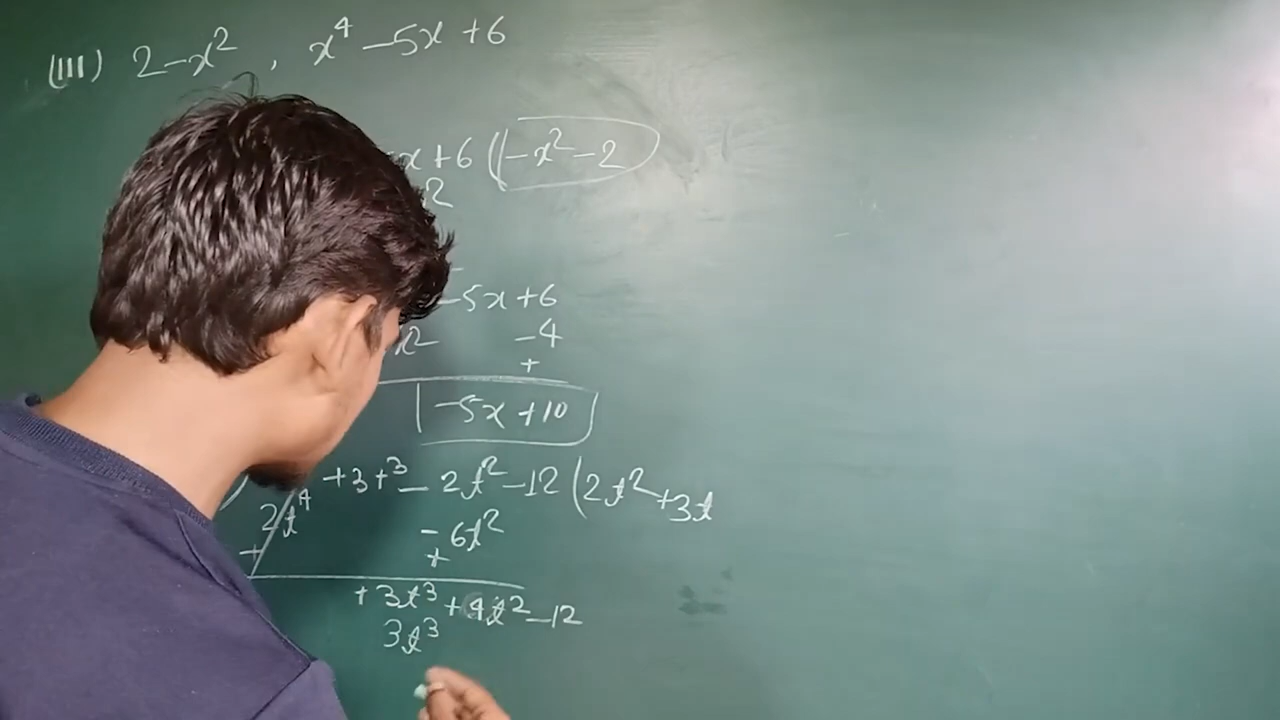 (III) 2-x² , x⁴ -5x +6
x+6 (-x² -2
2
-5x +6
x² -4
+
-5x +10
) +3t³ - 2t² -12 (2t² +3t
2t⁴ -6t²
+ +
+3t³ +4t² -12
3t³